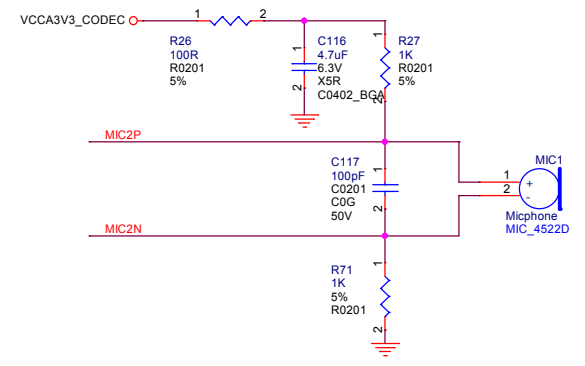 VCCA3V3_CODEC
1
2
R26
100R
R0201
5%
1
C116
4.7uF
6.3V
X5R
C0402_BGA
2
1
R27
1K
R0201
5%
2
MIC2P
1
C117
100pF
C0201
C0G
50V
2
MIC1
1
2
+
-
Micphone
MIC_4522D
MIC2N
1
R71
1K
5%
R0201
2